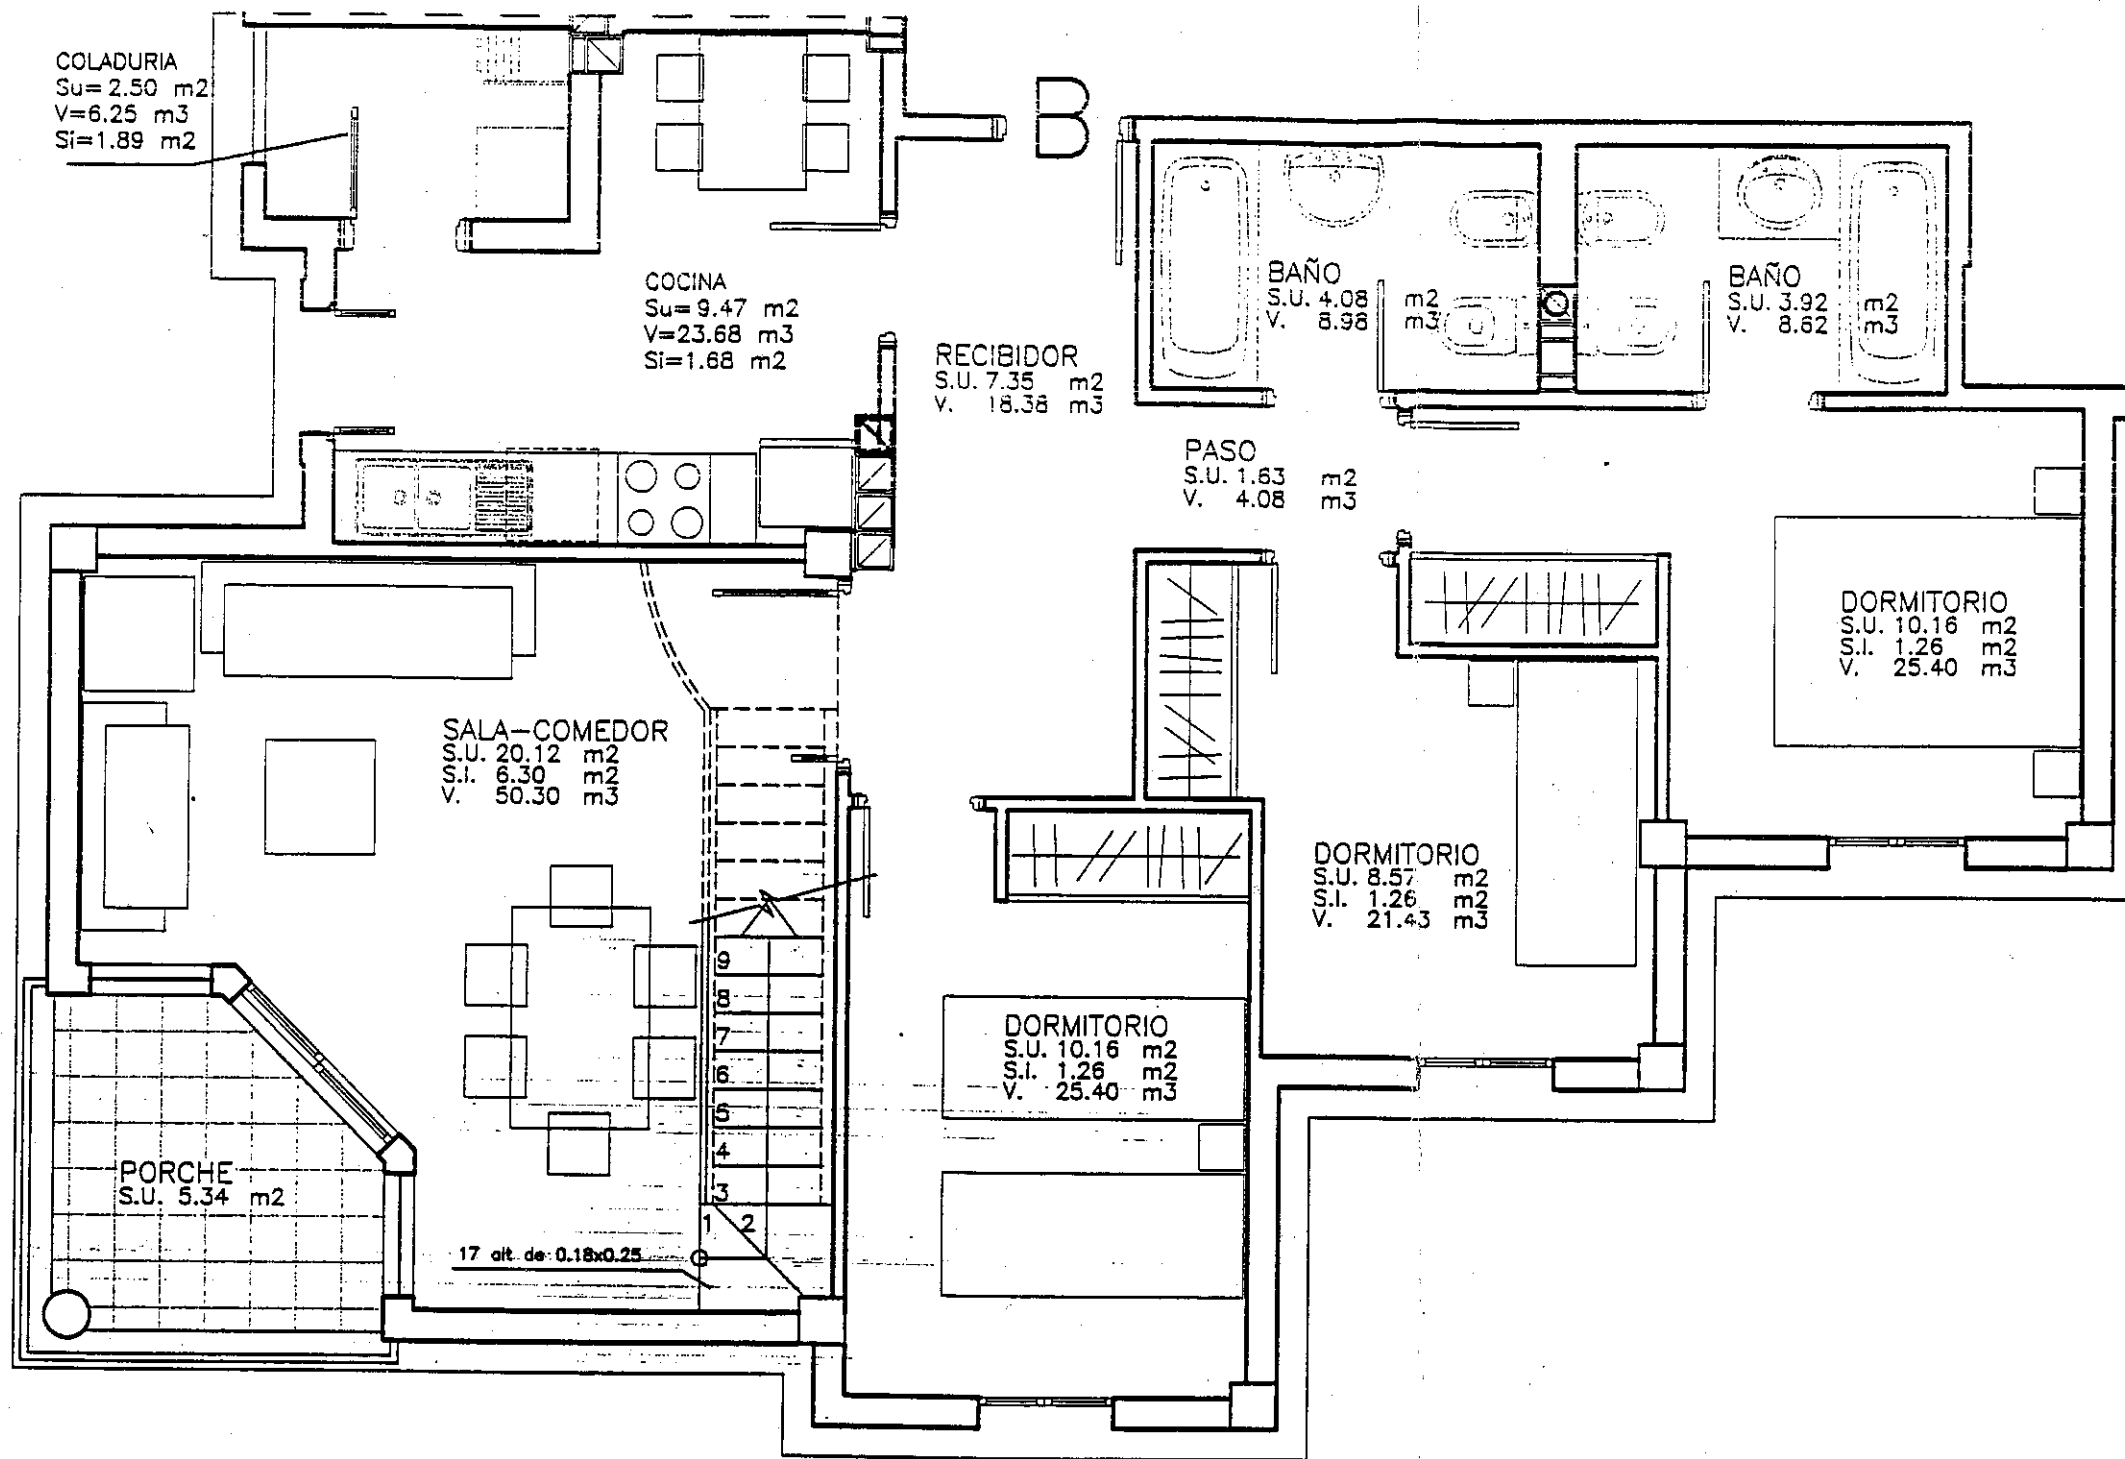 COLADURIA
Su= 2.50 m2
V=6.25 m3
Si=1.89 m2
B
COCINA
Su= 9.47 m2
V=23.68 m3
Si=1.68 m2
RECIBIDOR
S.U. 7.35 m2
V. 18.38 m3
BAÑO
S.U. 4.08 m2
V. 8.98 m3
BAÑO
S.U. 3.92 m2
V. 8.62 m3
PASO
S.U. 1.63 m2
V. 4.08 m3
DORMITORIO
S.U. 10.16 m2
S.I. 1.26 m2
V. 25.40 m3
SALA-COMEDOR
S.U. 20.12 m2
S.I. 6.30 m2
V. 50.30 m3
DORMITORIO
S.U. 8.57 m2
S.I. 1.26 m2
V. 21.43 m3
DORMITORIO
S.U. 10.16 m2
S.I. 1.26 m2
V. 25.40 m3
9
8
7
6
5
4
3
1 2
PORCHE
S.U. 5.34 m2
17 alt. de 0.18x0.25